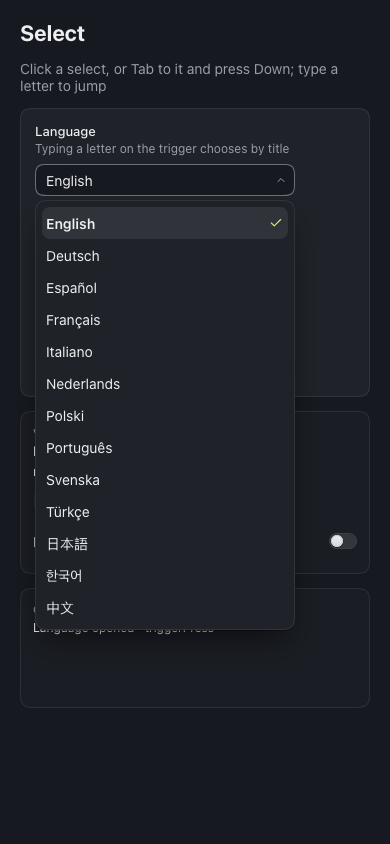 Select
Click a select, or Tab to it and press Down; type a
letter to jump
Language
Typing a letter on the trigger chooses by title
English
English
Deutsch
Español
Français
Italiano
Nederlands
Polski
Português
Svenska
Türkçe
日本語
한국어
中文